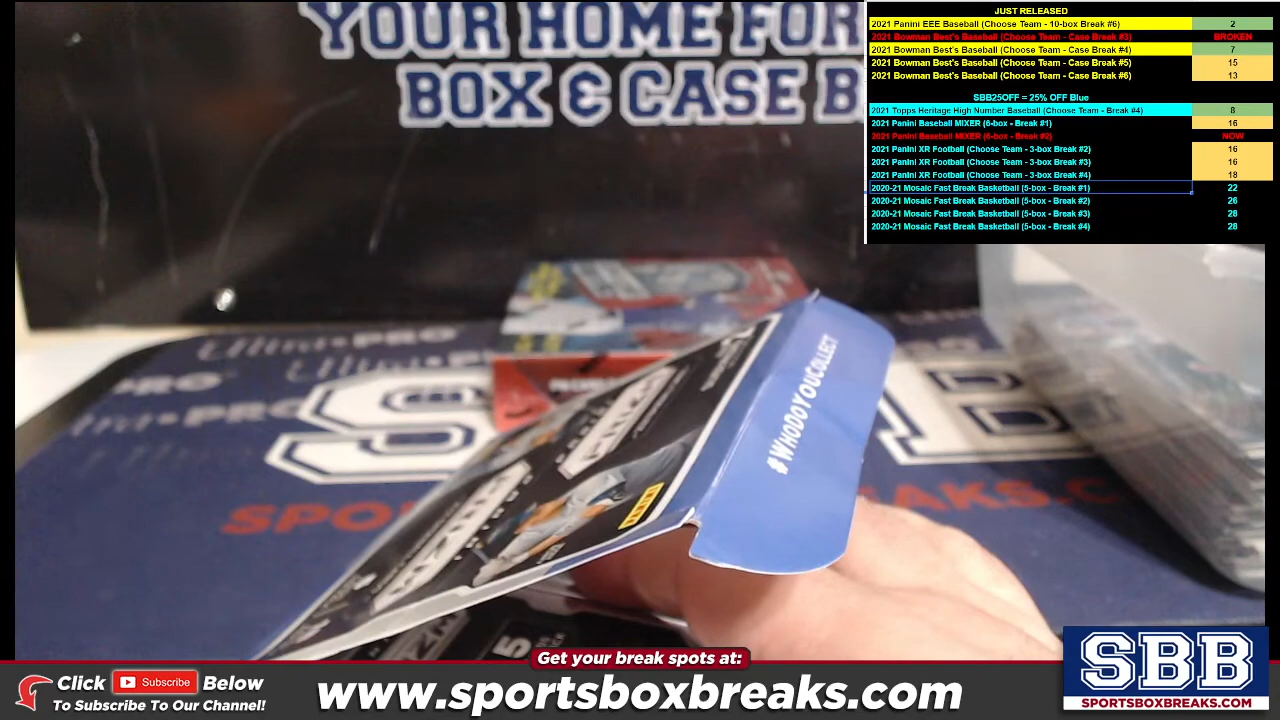 YOUR HOME FOR
BOX & CASE B
JUST RELEASED
2021 Panini EEE Baseball (Choose Team - 10-box Break #6) 2
2021 Bowman Best's Baseball (Choose Team - Case Break #3) BROKEN
2021 Bowman Best's Baseball (Choose Team - Case Break #4) 7
2021 Bowman Best's Baseball (Choose Team - Case Break #5) 15
2021 Bowman Best's Baseball (Choose Team - Case Break #6) 13
SBB25OFF = 25% OFF Blue
2021 Topps Heritage High Number Baseball (Choose Team - Break #4) 8
2021 Panini Baseball MIXER (6-box - Break #1) 16
2021 Panini Baseball MIXER (6-box - Break #2) NOW
2021 Panini XR Football (Choose Team - 3-box Break #2) 16
2021 Panini XR Football (Choose Team - 3-box Break #3) 16
2021 Panini XR Football (Choose Team - 3-box Break #4) 18
2020-21 Mosaic Fast Break Basketball (5-box - Break #1) 22
2020-21 Mosaic Fast Break Basketball (5-box - Break #2) 26
2020-21 Mosaic Fast Break Basketball (5-box - Break #3) 28
2020-21 Mosaic Fast Break Basketball (5-box - Break #4) 28
Ultra PRO
#WHODOYOUCOLLECT
PRIZM
PRIZM
PANINI
S B
SPO REAKS.C
5
Get your break spots at:
Click Subscribe Below
To Subscribe To Our Channel!
www.sportsboxbreaks.com
SBB
SPORTSBOXBREAKS.COM